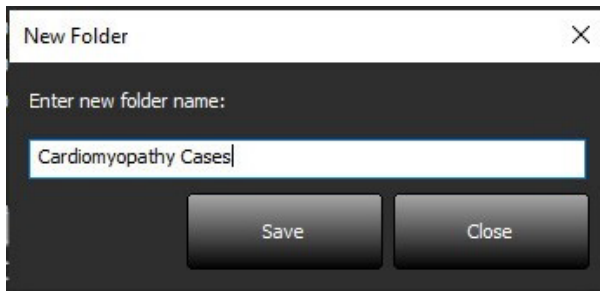 New Folder
Enter new folder name:
Cardiomyopathy Cases
Save
Close